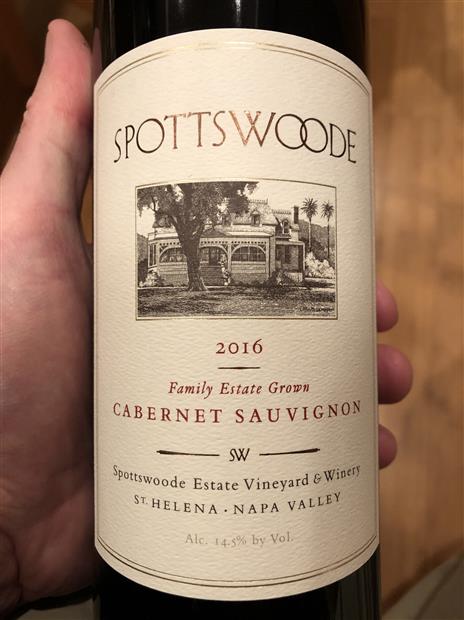 SPOTTSWOODE
2016
Family Estate Grown
CABERNET SAUVIGNON
SW
Spottswoode Estate Vineyard & Winery
ST. HELENA · NAPA VALLEY
Alc. 14.5% by Vol.